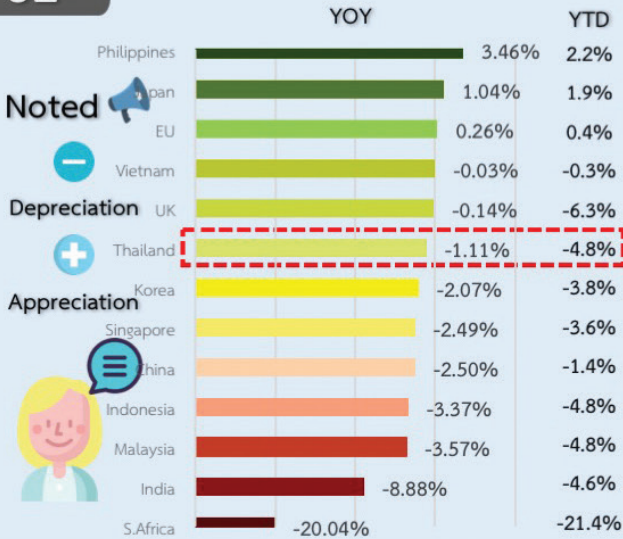 YOY YTD
Philippines 3.46% 2.2%
pan 1.04% 1.9%
Noted
EU 0.26% 0.4%
Vietnam -0.03% -0.3%
Depreciation
UK -0.14% -6.3%
Thailand -1.11% -4.8%
Korea -2.07% -3.8%
Appreciation
Singapore -2.49% -3.6%
China -2.50% -1.4%
Indonesia -3.37% -4.8%
Malaysia -3.57% -4.8%
India -8.88% -4.6%
S.Africa -20.04% -21.4%